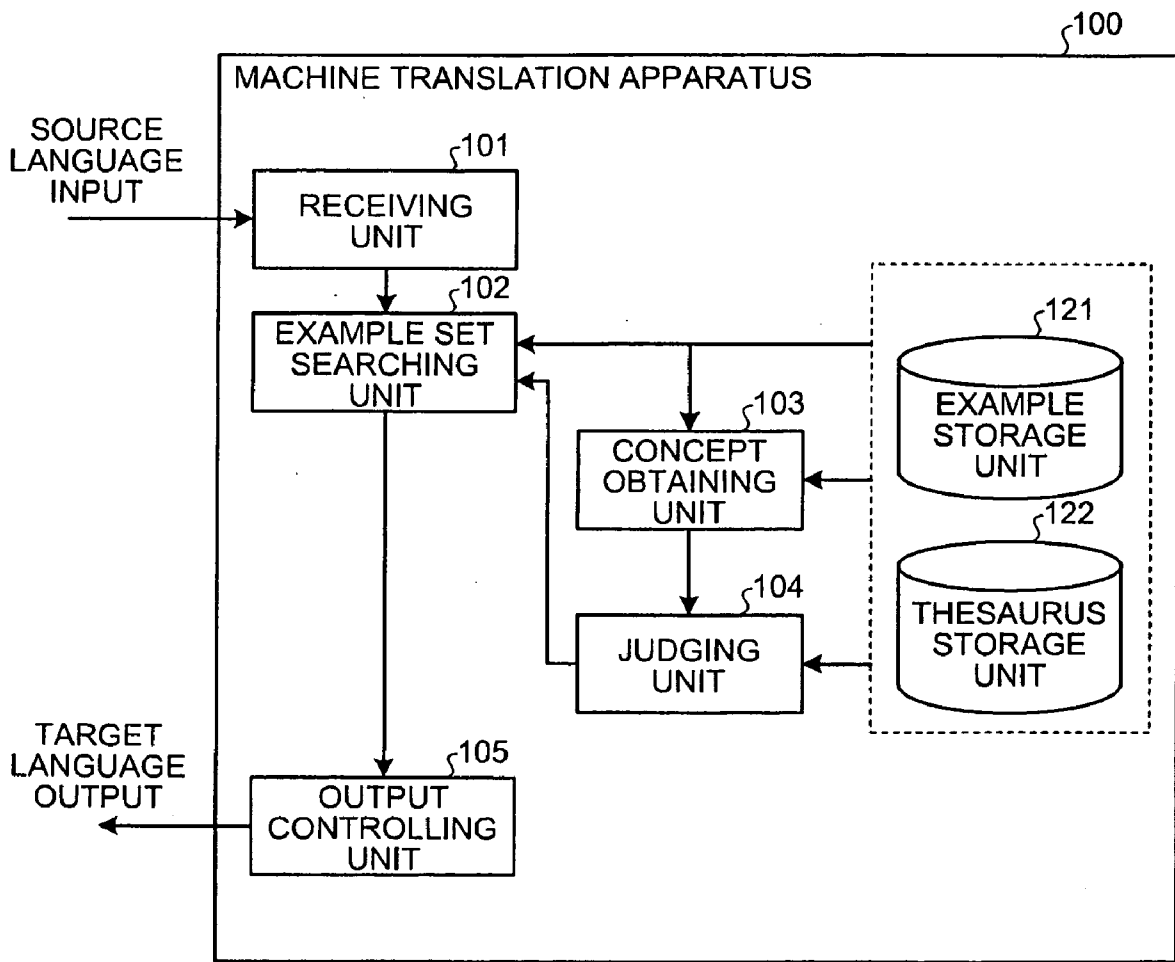 100
MACHINE TRANSLATION APPARATUS
SOURCE
LANGUAGE
INPUT
101
RECEIVING
UNIT
102
EXAMPLE SET
SEARCHING
UNIT
121
EXAMPLE
STORAGE
UNIT
103
CONCEPT
OBTAINING
UNIT
122
THESAURUS
STORAGE
UNIT
104
JUDGING
UNIT
TARGET
LANGUAGE
OUTPUT
105
OUTPUT
CONTROLLING
UNIT